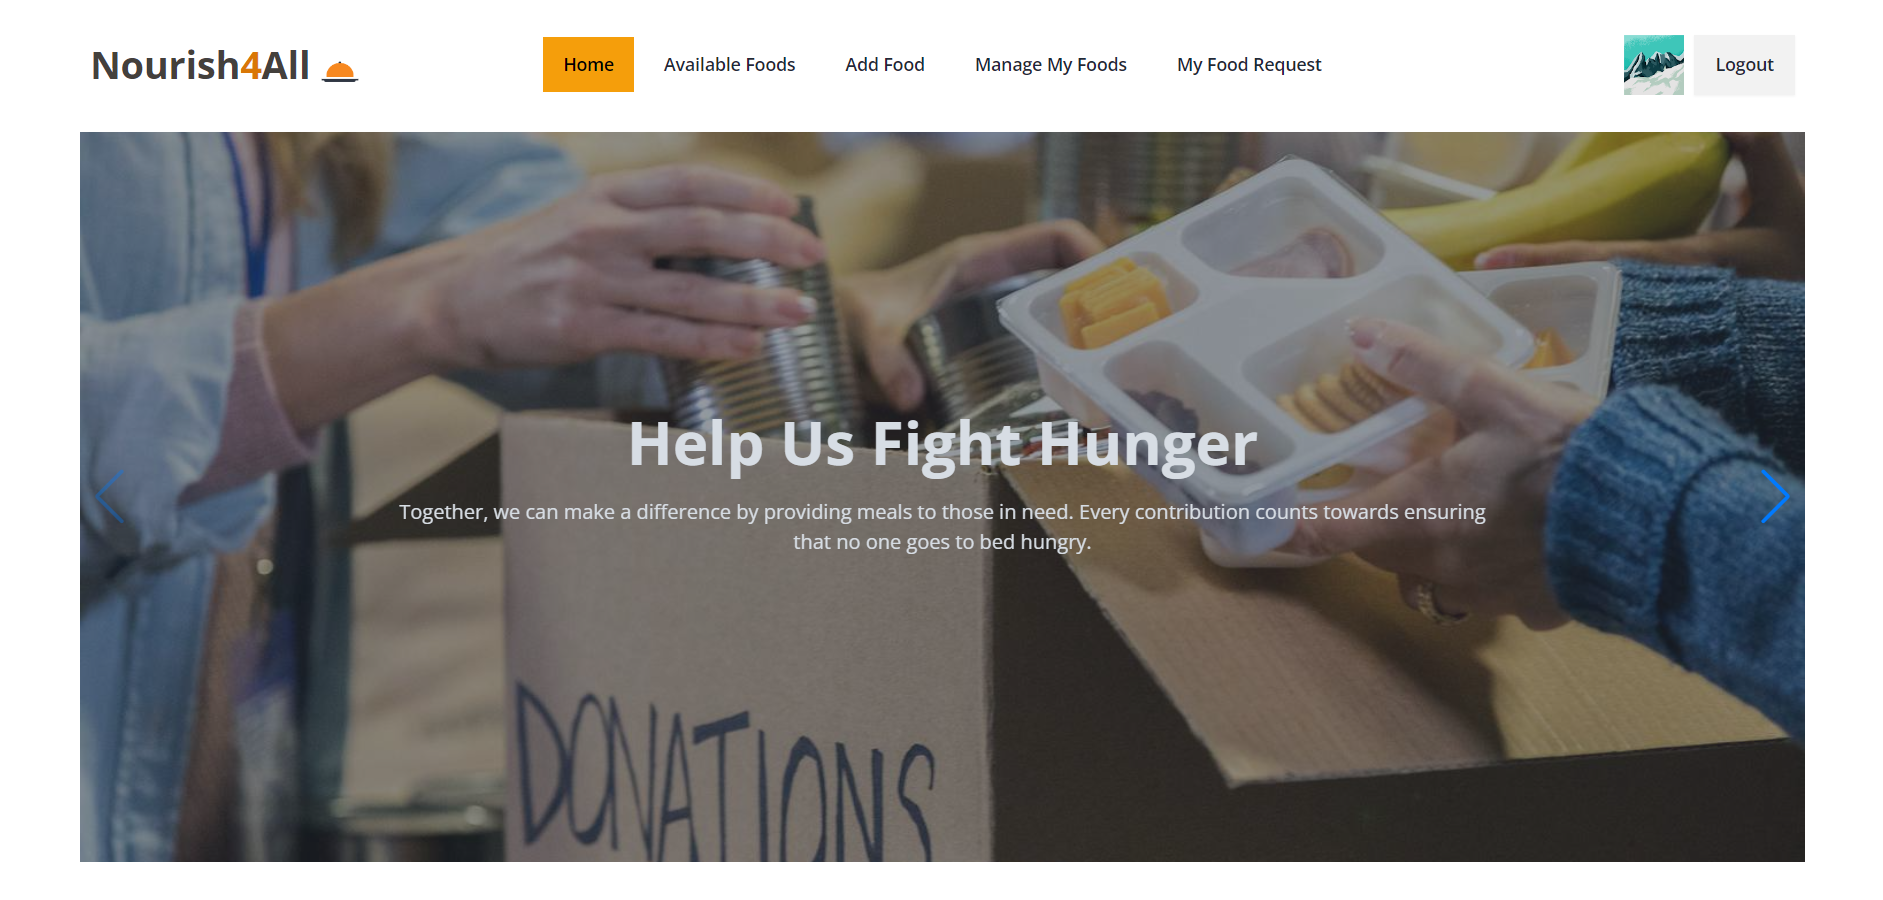 Nourish4All
Home
Available Foods
Add Food
Manage My Foods
My Food Request
Logout
Help Us Fight Hunger
Together, we can make a difference by providing meals to those in need. Every contribution counts towards ensuring
that no one goes to bed hungry.
DONATIONS